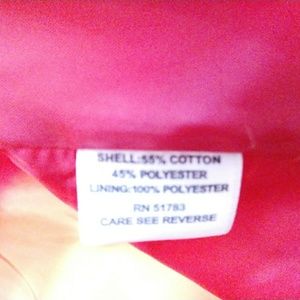 SHELL:55% COTTON
45% POLYESTER
LINING:100% POLYESTER
RN 51783
CARE SEE REVERSE